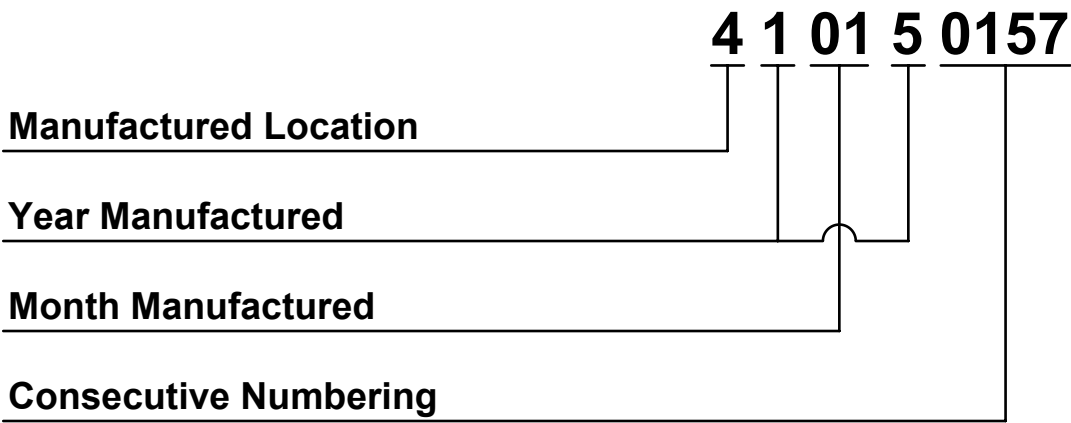 4 1 01 5 0157
Manufactured Location
Year Manufactured
Month Manufactured
Consecutive Numbering